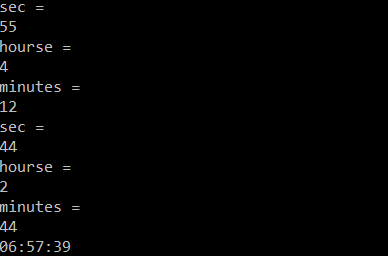 sec =
55
hourse =
4
minutes =
12
sec =
44
hourse =
2
minutes =
44
06:57:39